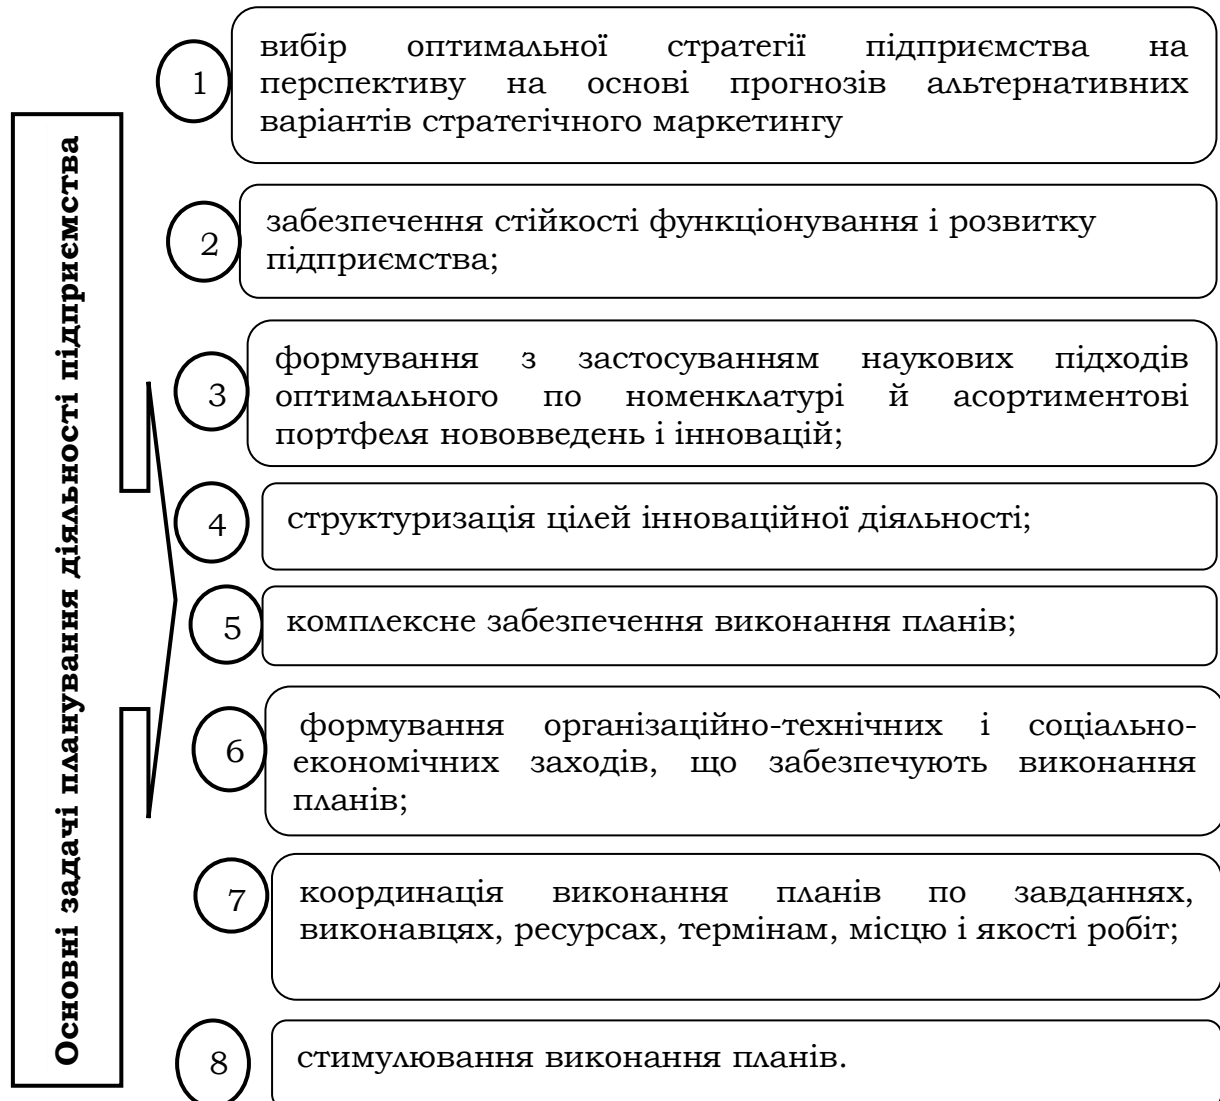 Основні задачі планування діяльності підприємства
1
вибір оптимальної стратегії підприємства на
перспективу на основі прогнозів альтернативних
варіантів стратегічного маркетингу
2
забезпечення стійкості функціонування і розвитку
підприємства;
3
формування з застосуванням наукових підходів
оптимального по номенклатурі й асортиментові
портфеля нововведень і інновацій;
4
структуризація цілей інноваційної діяльності;
5
комплексне забезпечення виконання планів;
6
формування організаційно-технічних і соціально-
економічних заходів, що забезпечують виконання
планів;
7
координація виконання планів по завданнях,
виконавцях, ресурсах, термінам, місцю і якості робіт;
8
стимулювання виконання планів.